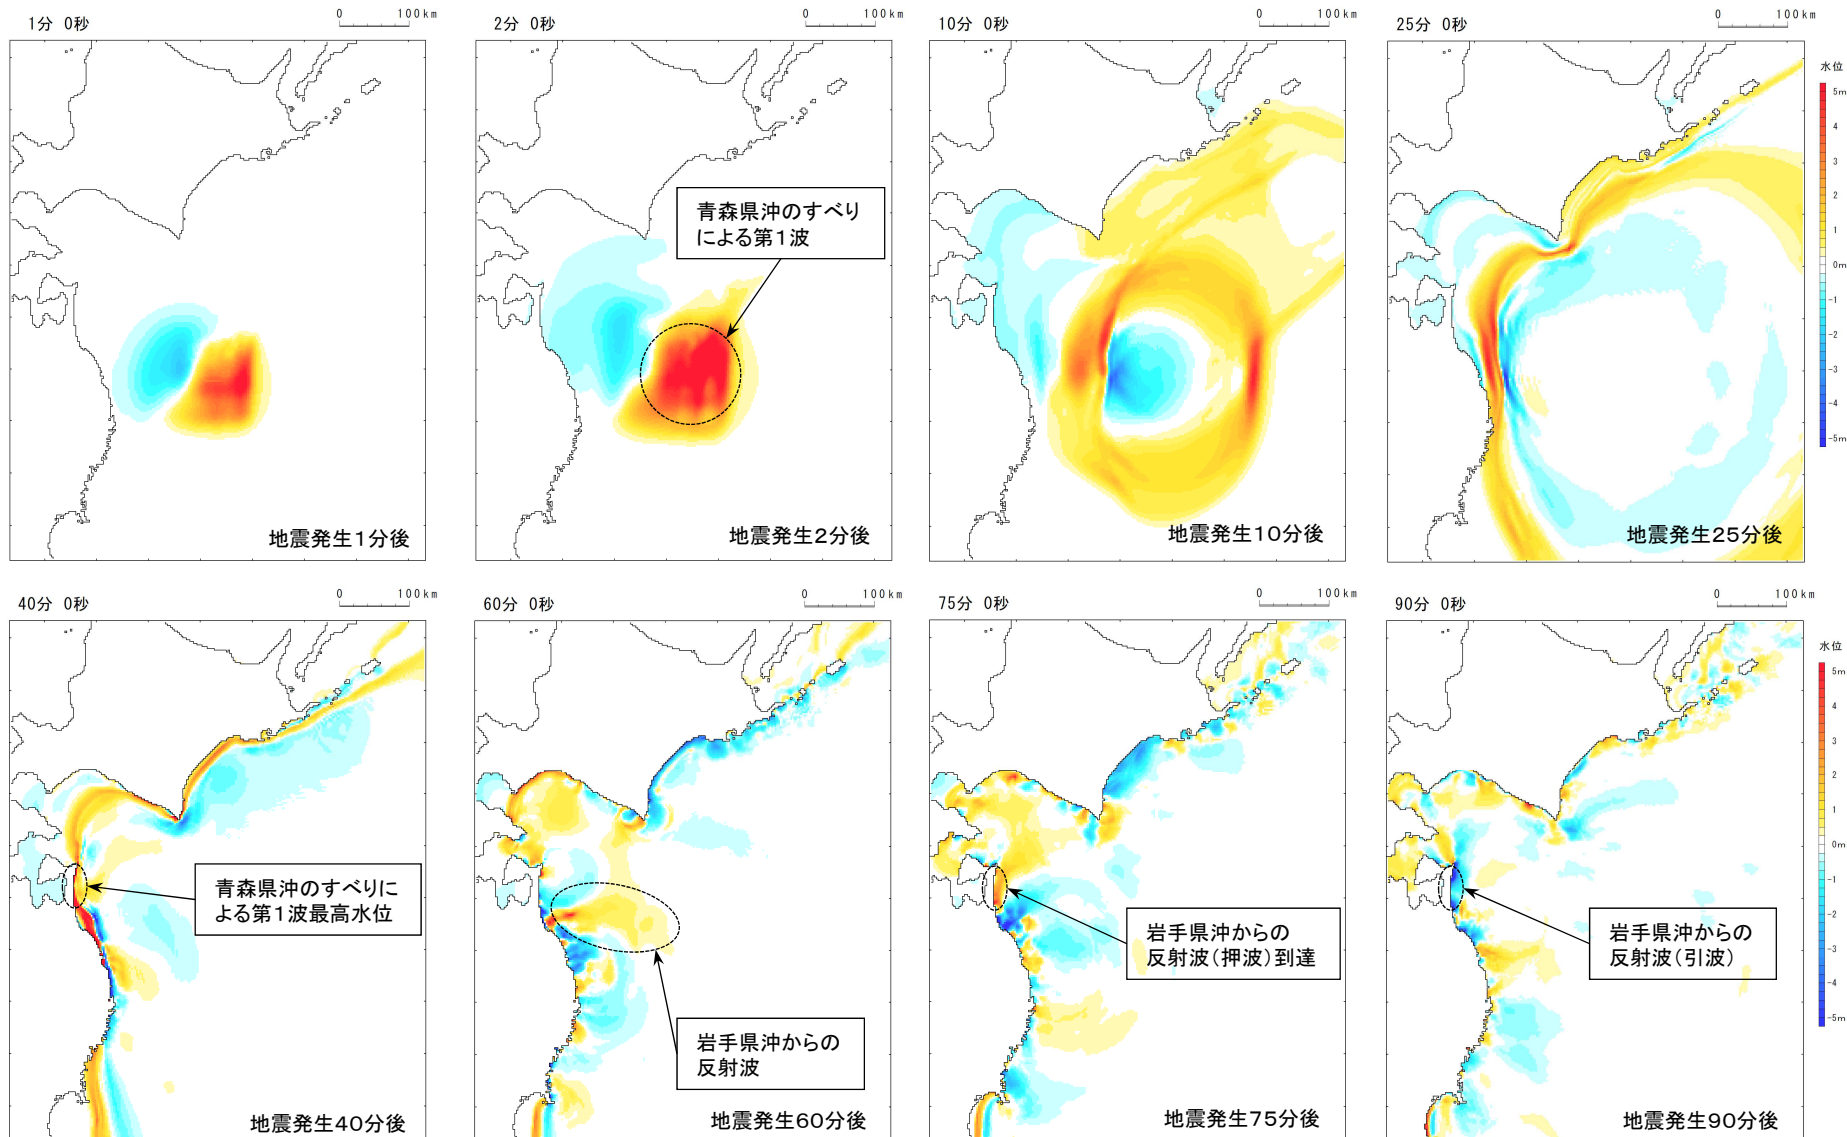 1分 0秒
0 100km
地震発生1分後
2分 0秒
0 100km
青森県沖のすべり
による第1波
地震発生2分後
10分 0秒
0 100km
地震発生10分後
25分 0秒
0 100km
地震発生25分後
水位
5m
4
3
2
1
0m
-1
-2
-3
-4
-5m
40分 0秒
0 100km
青森県沖のすべりに
よる第1波最高水位
地震発生40分後
60分 0秒
0 100km
岩手県沖からの
反射波
地震発生60分後
75分 0秒
0 100km
岩手県沖からの
反射波(押波)到達
地震発生75分後
90分 0秒
0 100km
岩手県沖からの
反射波(引波)
地震発生90分後
水位
5m
4
3
2
1
0m
-1
-2
-3
-4
-5m